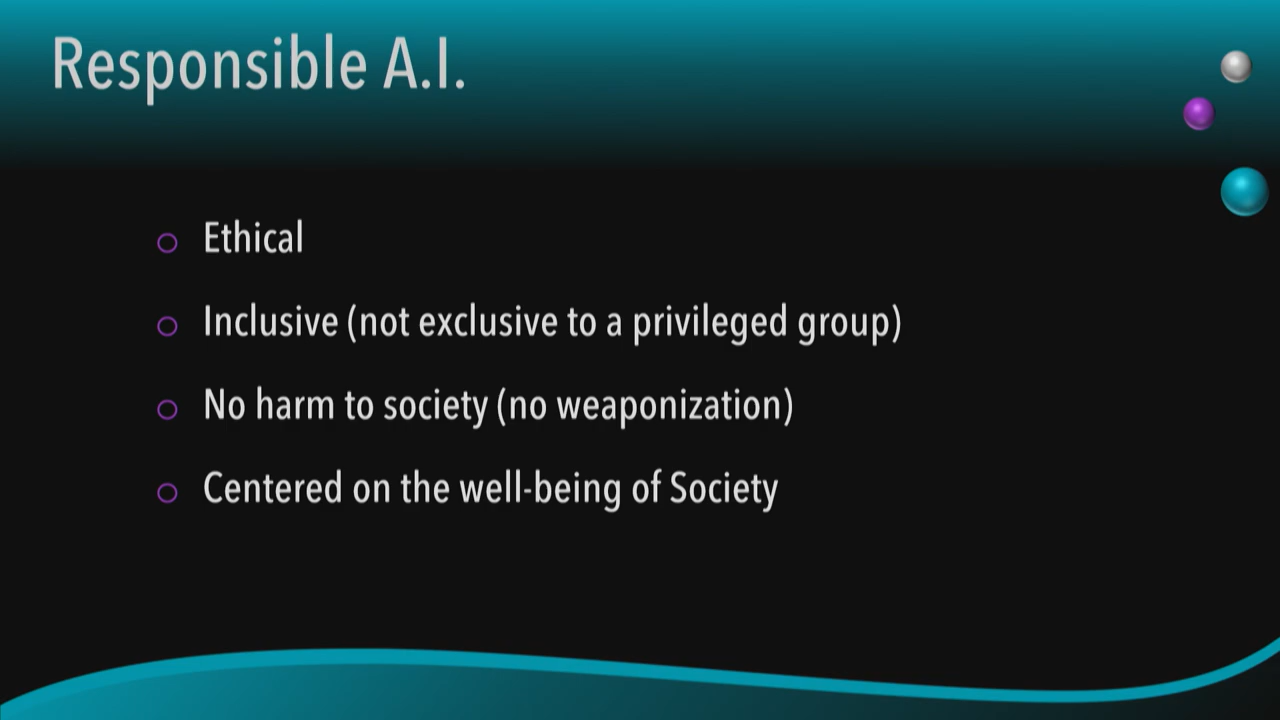 Responsible A.I.
Ethical
Inclusive (not exclusive to a privileged group)
No harm to society (no weaponization)
Centered on the well-being of Society